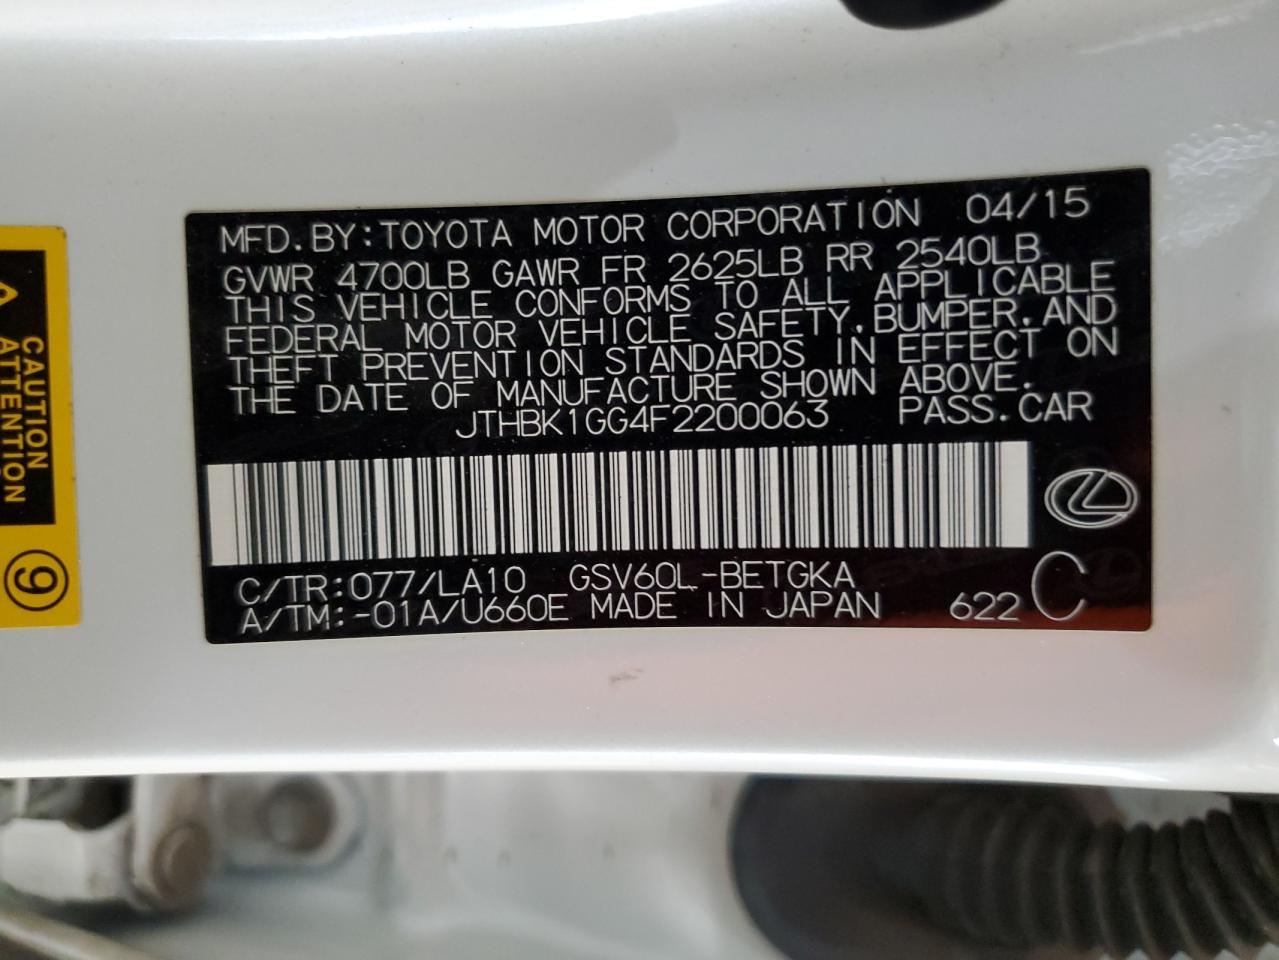 MFD.BY:TOYOTA MOTOR CORPORATION 04/15
GVWR 4700LB GAWR FR 2625LB RR 2540LB
THIS VEHICLE CONFORMS TO ALL APPLICABLE
FEDERAL MOTOR VEHICLE SAFETY,BUMPER,AND
THEFT PREVENTION STANDARDS IN EFFECT ON
THE DATE OF MANUFACTURE SHOWN ABOVE.
JTHBK1GG4F2200063 PASS.CAR
C/TR:077/LA10 GSV60L-BETGKA
A/TM:-01A/U660E MADE IN JAPAN 622 C
CAUTION
ATTENTION
9